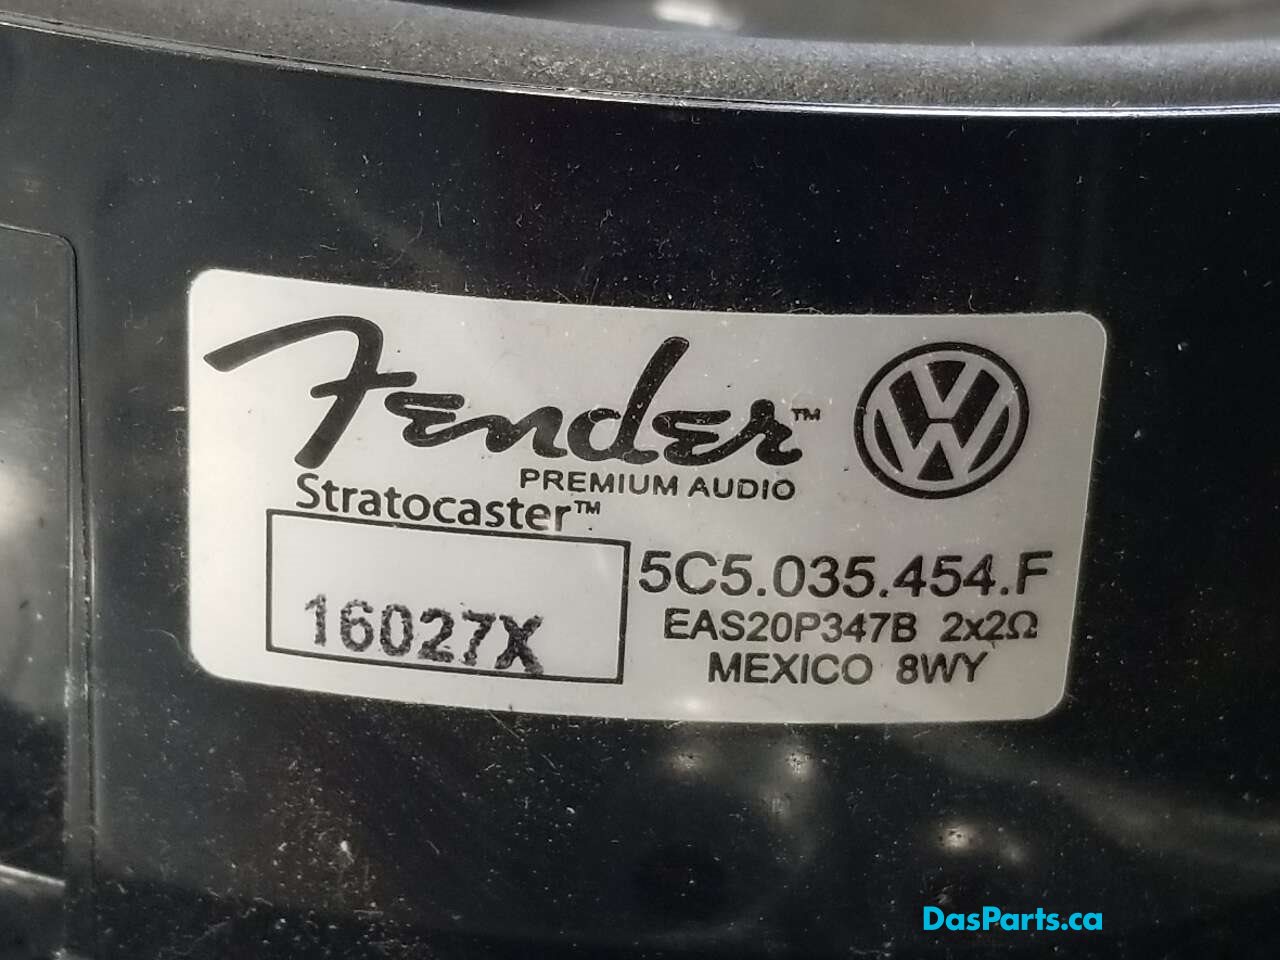 Fender™
PREMIUM AUDIO
Stratocaster™
16027X
5C5.035.454.F
EAS20P347B 2x2Ω
MEXICO 8WY
DasParts.ca